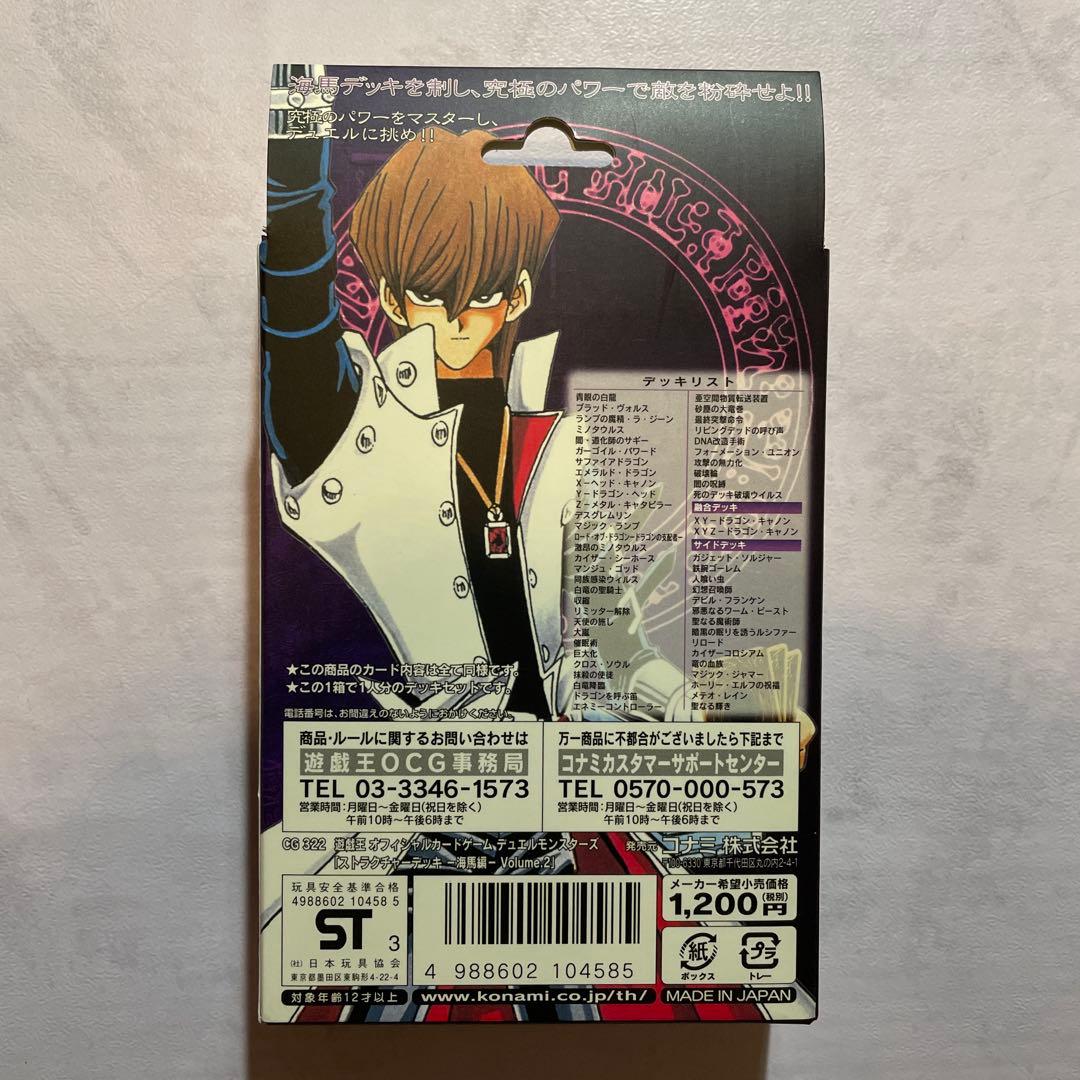 海馬デッキを制し、究極のパワーで敵を粉砕せよ!!
究極のパワーをマスターし、
デュエルに挑め!!
デッキリスト
青眼の白龍
ブラッド・ヴォルス
ランプの魔精・ラ・ジーン
ミノタウルス
闇・道化師のサギー
ガーゴイル・パワード
サファイアドラゴン
エメラルド・ドラゴン
X－ヘッド・キャノン
Y－ドラゴン・ヘッド
Z－メタル・キャタピラー
デスグレムリン
マジック・ランプ
ロード・オブ・ドラゴン－ドラゴンの支配者－
激昂のミノタウルス
カイザー・シーホース
マンジュ・ゴッド
同族感染ウィルス
白竜の聖騎士
収縮
リミッター解除
天使の施し
大嵐
催眠術
巨大化
クロス・ソウル
抹殺の使徒
白竜降臨
ドラゴンを呼ぶ笛
エネミーコントローラー
亜空間物質転送装置
砂塵の大竜巻
最終突撃命令
リビングデッドの呼び声
DNA改造手術
フォーメーション・ユニオン
攻撃の無力化
破壊輪
闇の呪縛
死のデッキ破壊ウイルス
融合デッキ
XY－ドラゴン・キャノン
XYZ－ドラゴン・キャノン
サイドデッキ
ガジェット・ソルジャー
鉄腕ゴーレム
人喰い虫
幻想召喚師
デビル・フランケン
邪悪なるワーム・ビースト
聖なる魔術師
暗黒の眠りを誘うルシファー
リロード
カイザーコロシアム
竜の血族
マジック・ジャマー
ホーリー・エルフの祝福
メテオ・レイン
聖なる輝き
★この商品のカード内容は全て同様です。
★この1箱で1人分のデッキセットです。
電話番号は、お間違えのないようにおかけください。
商品・ルールに関するお問い合わせは
遊戯王OCG事務局
TEL 03-3346-1573
営業時間:月曜日～金曜日(祝日を除く)
午前10時～午後6時まで
万一商品に不都合がございましたら下記まで
コナミカスタマーサポートセンター
TEL 0570-000-573
営業時間:月曜日～金曜日(祝日を除く)
午前10時～午後6時まで
CG 322 遊戯王 オフィシャルカードゲーム デュエルモンスターズ
「ストラクチャーデッキ －海馬編－ Volume.2」
発売元 コナミ株式会社
〒100-6330 東京都千代田区丸の内2-4-1
玩具安全基準合格
4988602 10458 5
ST 3
(社)日本玩具協会
東京都墨田区東駒形4-22-4
対象年齢12才以上
4 988602 104585
www.konami.co.jp/th/
メーカー希望小売価格
1,200円(税別)
紙
ボックス
プラ
トレー
MADE IN JAPAN